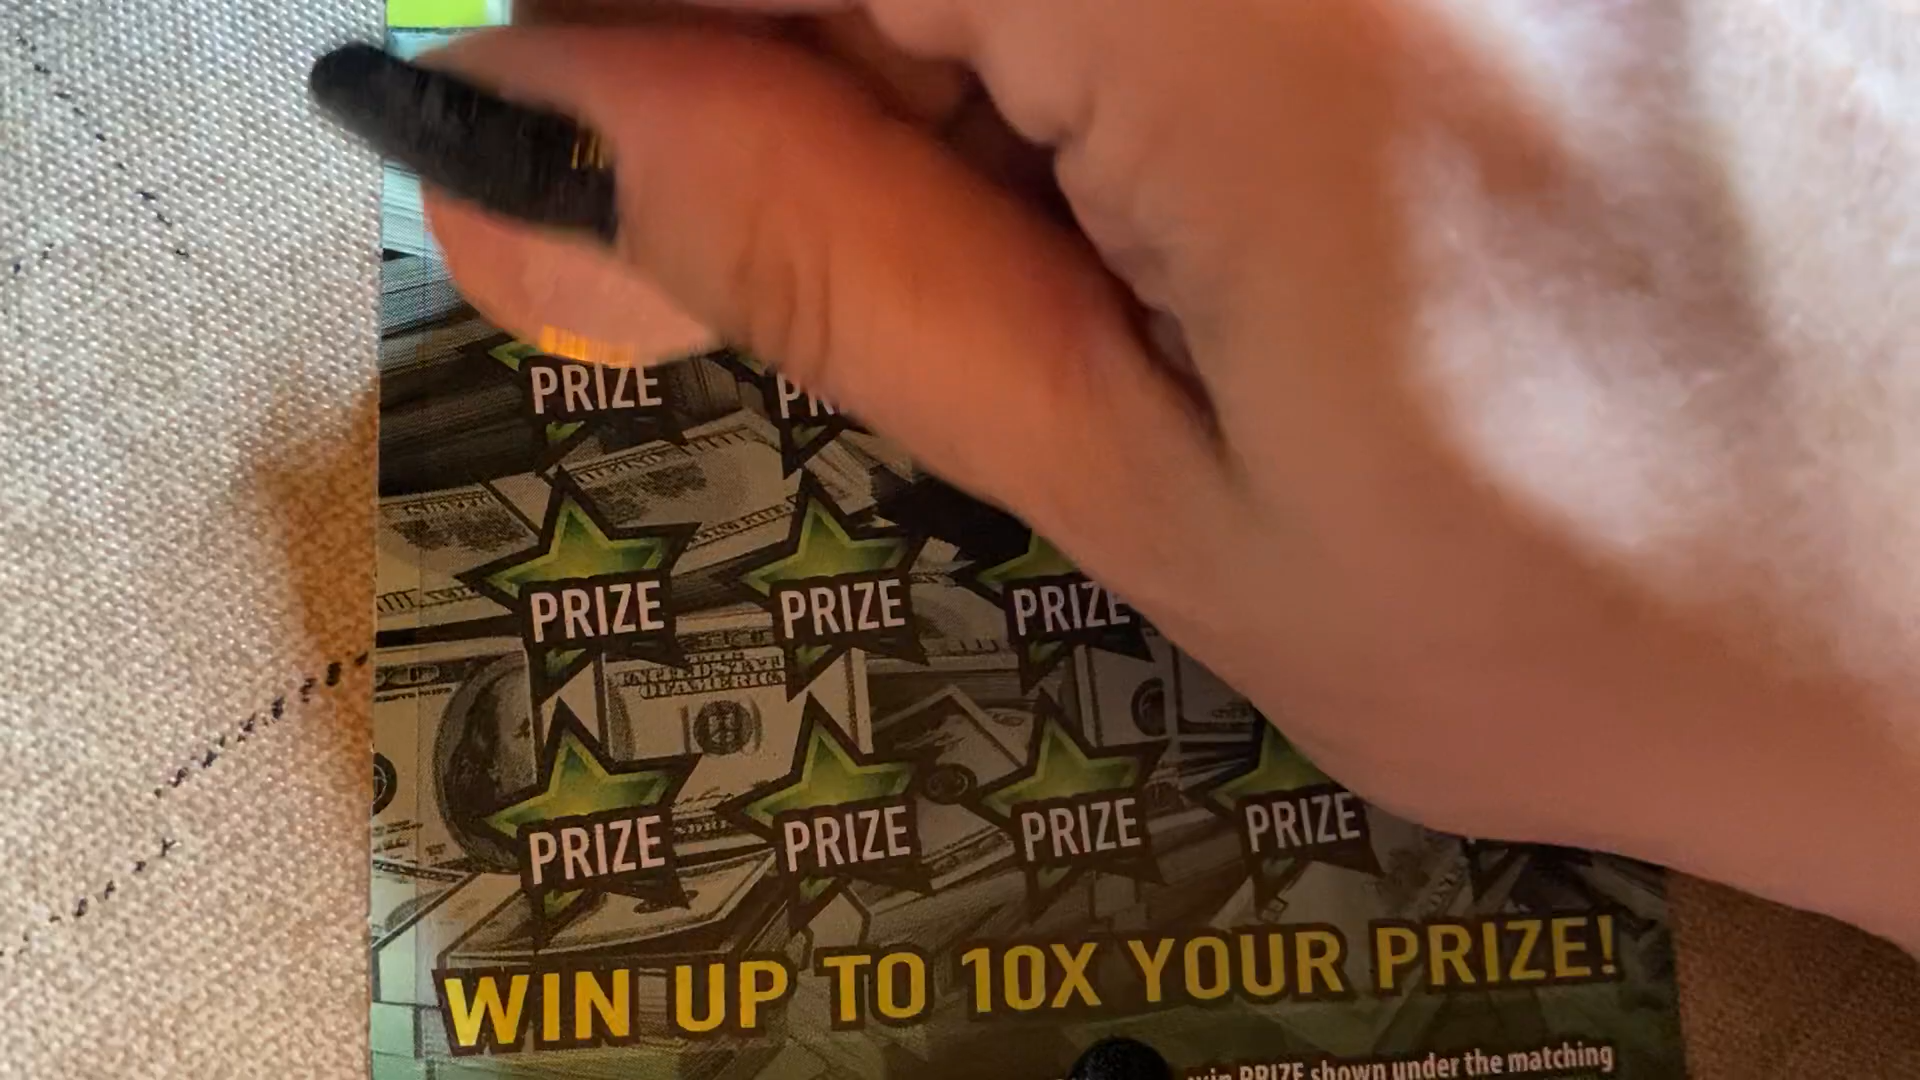 PRIZE
PRIZE PRIZE PRIZE
PRIZE PRIZE PRIZE PRIZE
WIN UP TO 10X YOUR PRIZE!
PRIZE shown under the matching